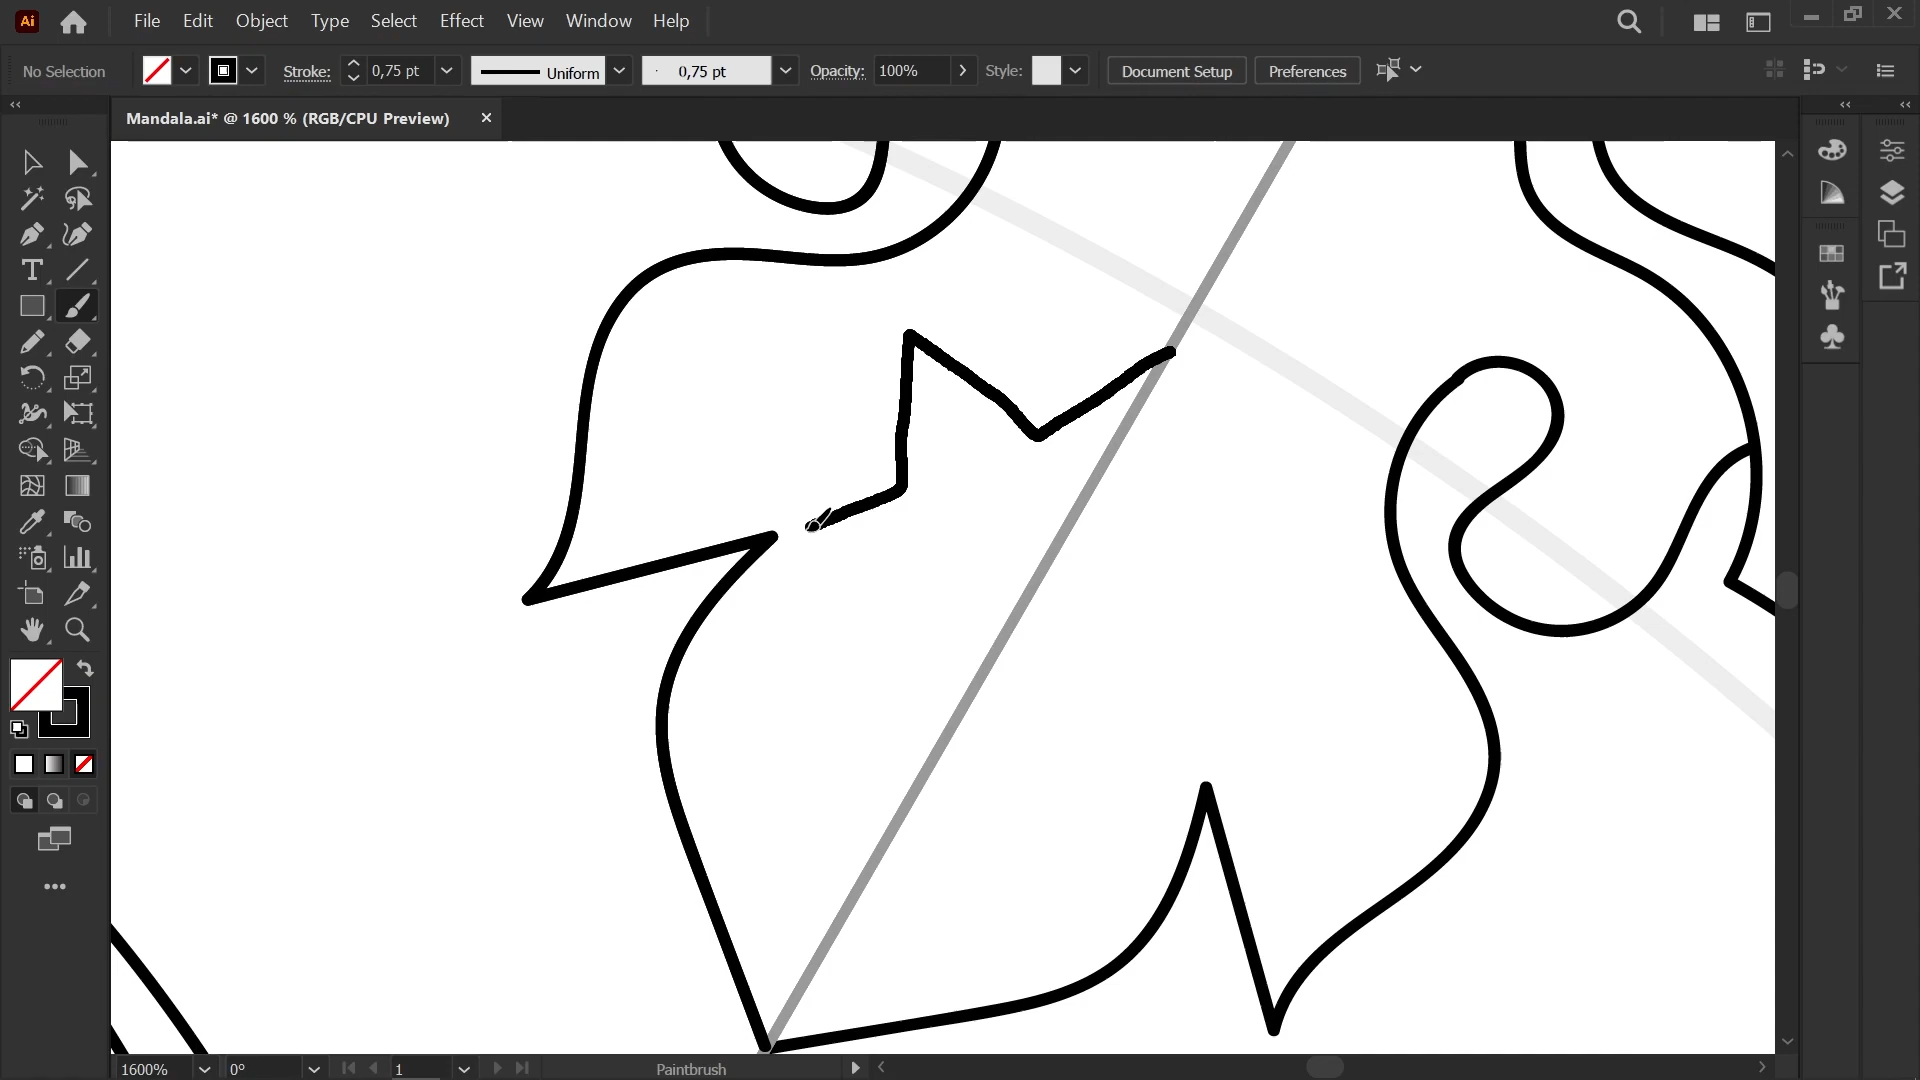 Ai File Edit Object Type Select Effect View Window Help
No Selection Stroke: 0,75 pt Uniform 0,75 pt Opacity: 100% Style: Document Setup Preferences
Mandala.ai* @ 1600 % (RGB/CPU Preview)
1600% 0° 1 Paintbrush